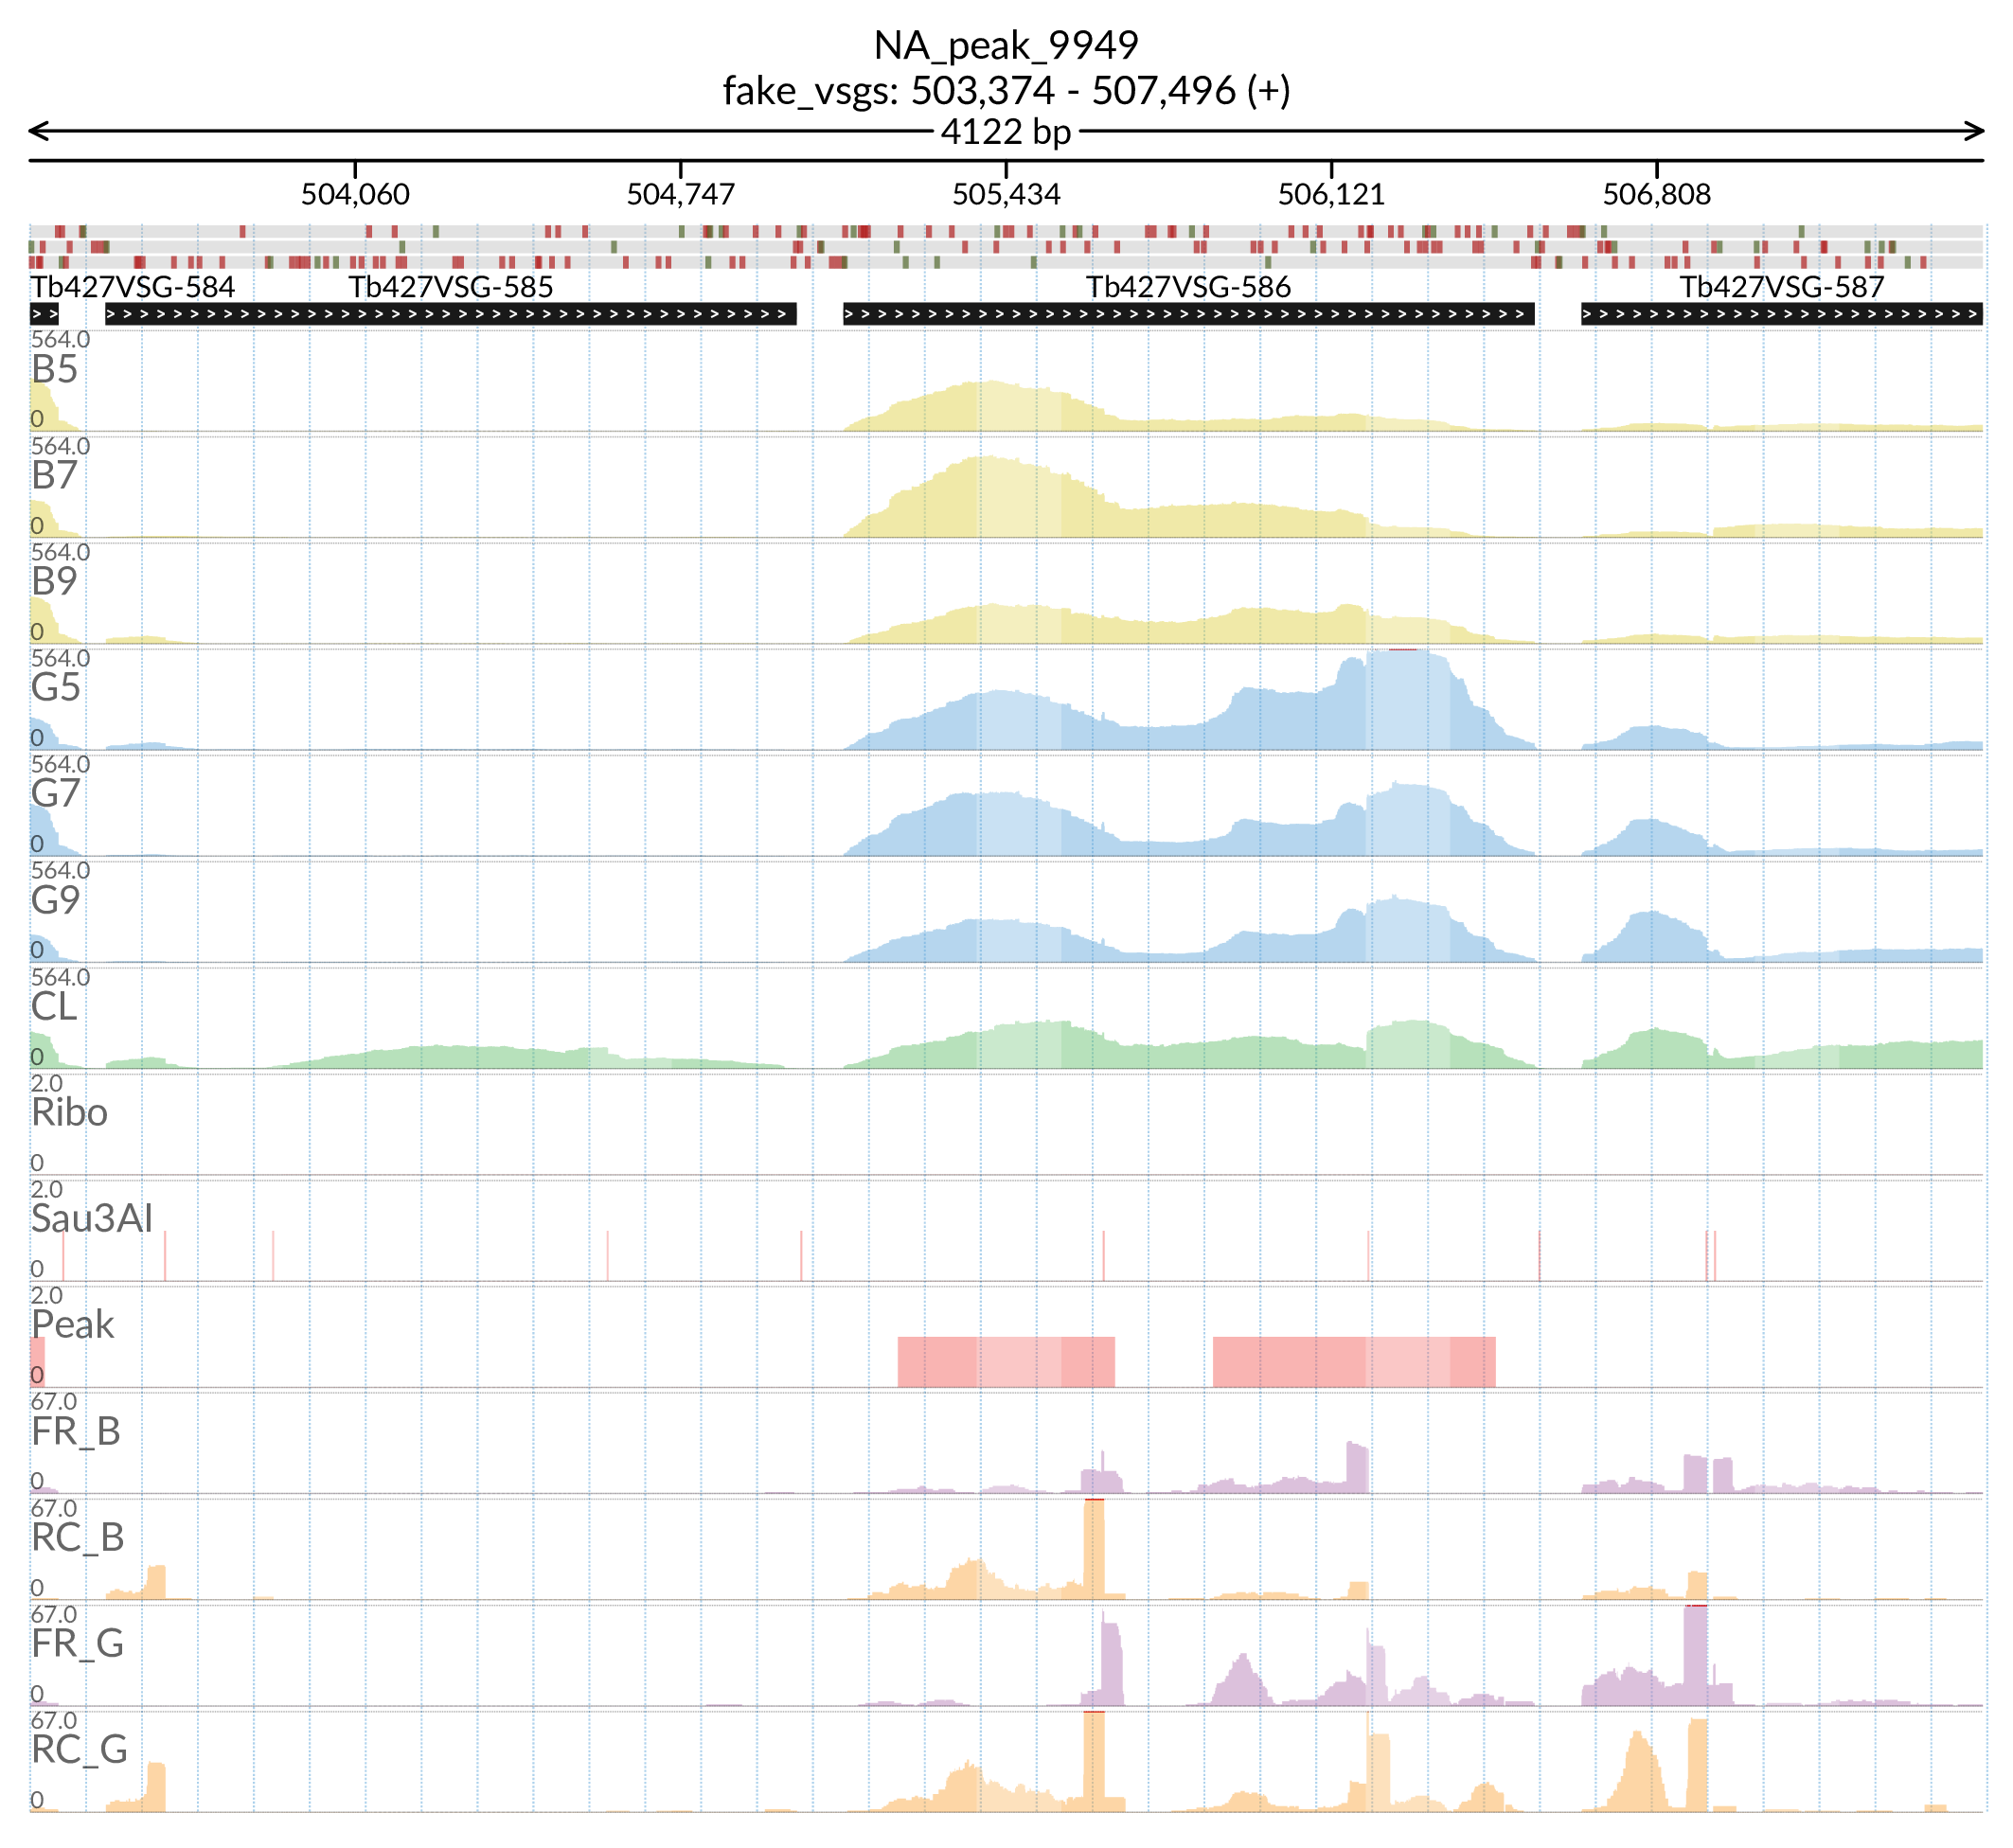 NA_peak_9949
fake_vsgs: 503,374 - 507,496 (+)
4122 bp
504,060 504,747 505,434 506,121 506,808
Tb427VSG-584 Tb427VSG-585 Tb427VSG-586 Tb427VSG-587
564.0
B5
0
564.0
B7
0
564.0
B9
0
564.0
G5
0
564.0
G7
0
564.0
G9
0
564.0
CL
0
2.0
Ribo
0
2.0
Sau3AI
0
2.0
Peak
0
67.0
FR_B
0
67.0
RC_B
0
67.0
FR_G
0
67.0
RC_G
0